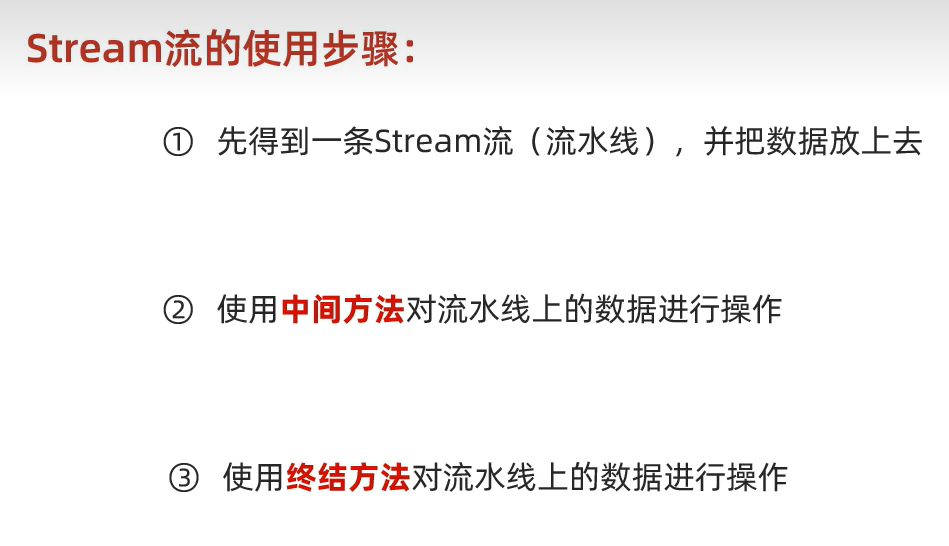 Stream流的使用步骤：
① 先得到一条Stream流（流水线），并把数据放上去
② 使用中间方法对流水线上的数据进行操作
③ 使用终结方法对流水线上的数据进行操作